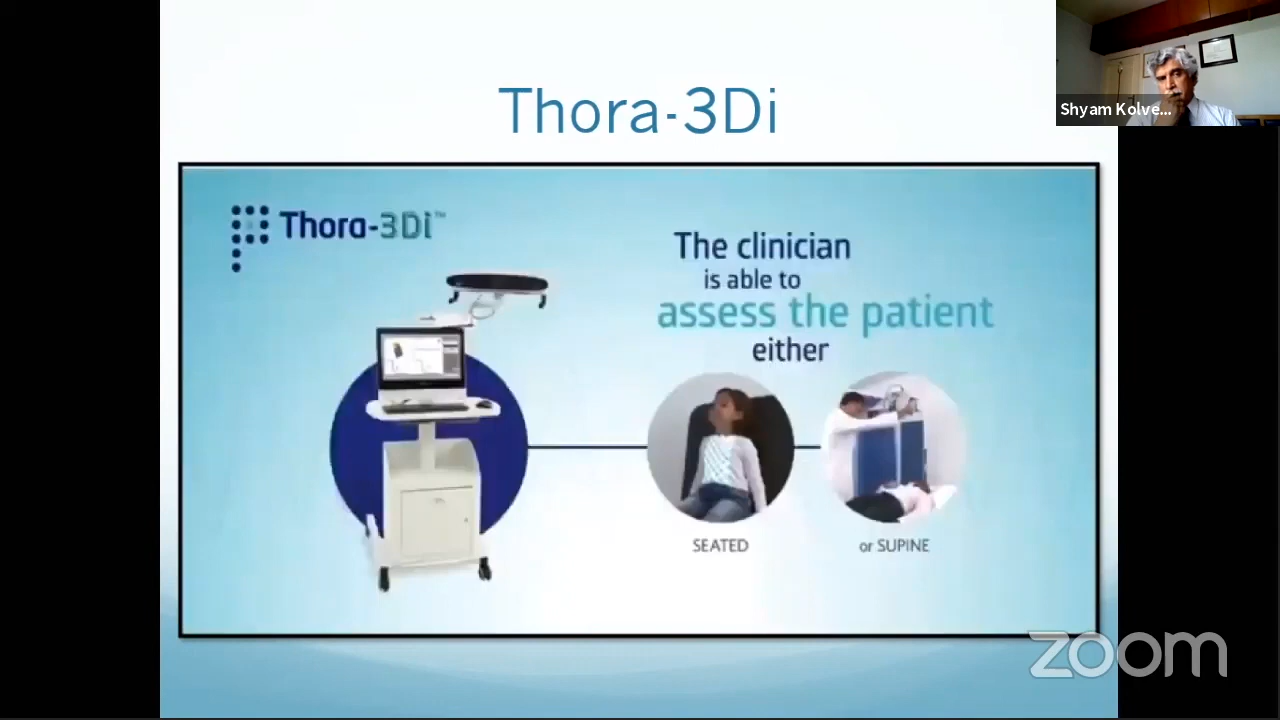 Thora-3Di
Shyam Kolve...
Thora-3Di™
The clinician
is able to
assess the patient
either
SEATED
or SUPINE
zoom